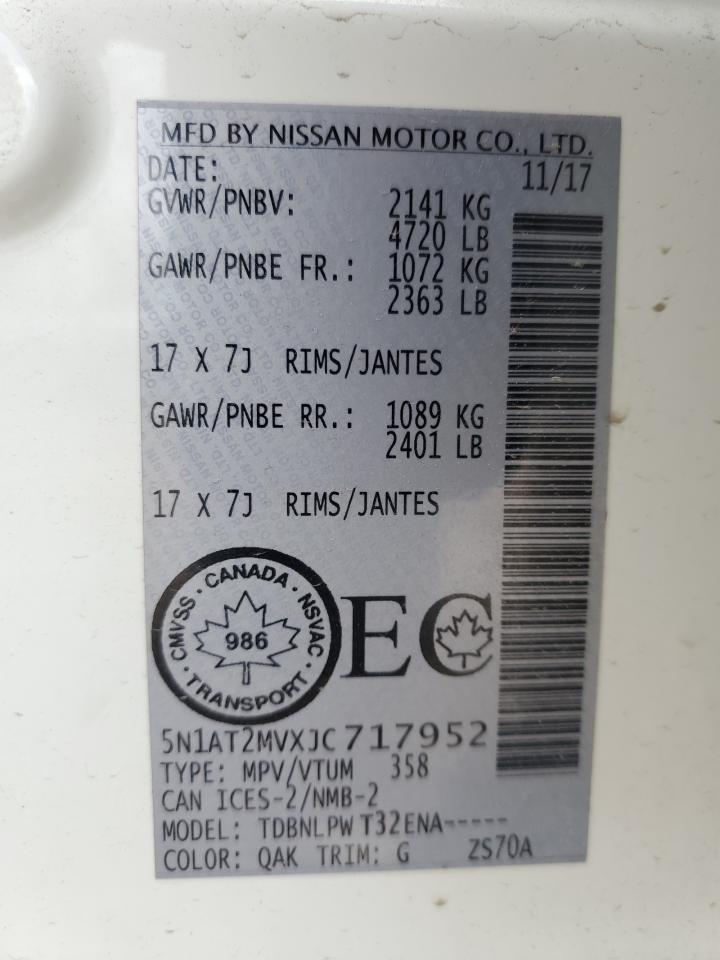 MFD BY NISSAN MOTOR CO., LTD.
DATE: 11/17
GVWR/PNBV: 2141 KG
4720 LB
GAWR/PNBE FR.: 1072 KG
2363 LB
17 X 7J RIMS/JANTES
GAWR/PNBE RR.: 1089 KG
2401 LB
17 X 7J RIMS/JANTES
CMVSS · CANADA · NSVAC · TRANSPORT ·
986
EC
5N1AT2MVXJC717952
TYPE: MPV/VTUM 358
CAN ICES-2/NMB-2
MODEL: TDBNLPW T32ENA-----
COLOR: QAK TRIM: G ZS70A